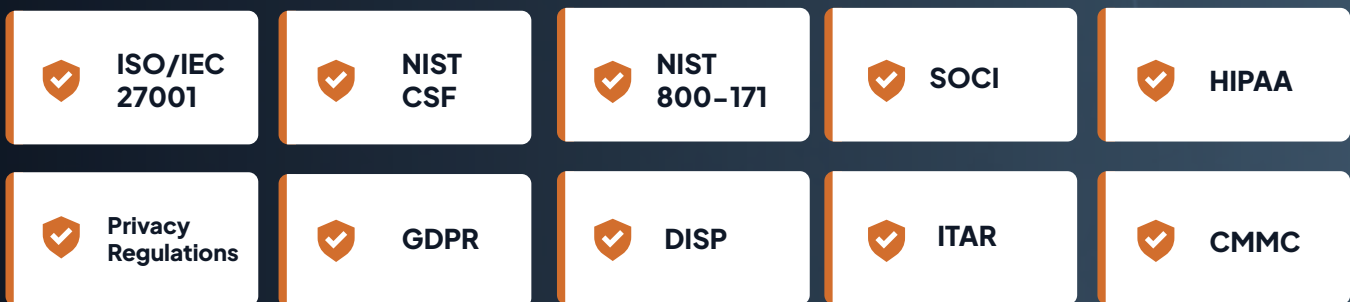 ISO/IEC
27001
NIST
CSF
NIST
800-171
SOCI
HIPAA
Privacy
Regulations
GDPR
DISP
ITAR
CMMC